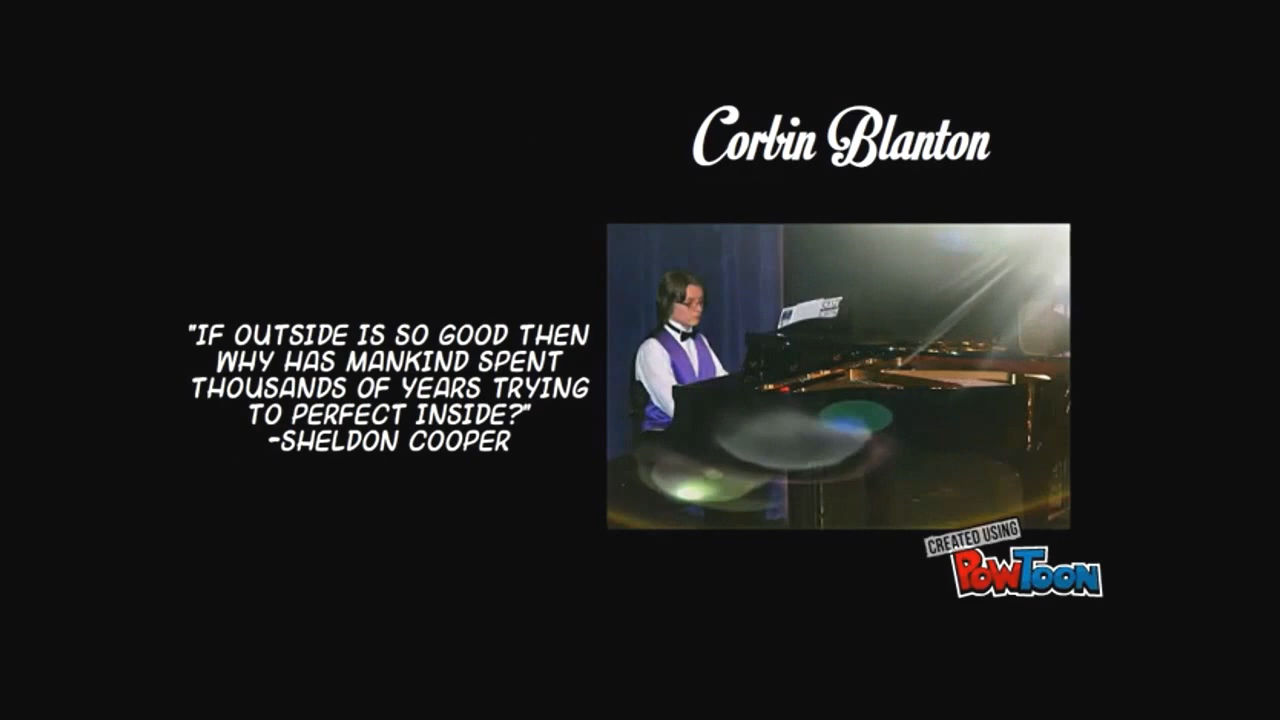 Corbin Blanton
"IF OUTSIDE IS SO GOOD THEN
WHY HAS MANKIND SPENT
THOUSANDS OF YEARS TRYING
TO PERFECT INSIDE?"
-SHELDON COOPER
CREATED USING
POWTOON